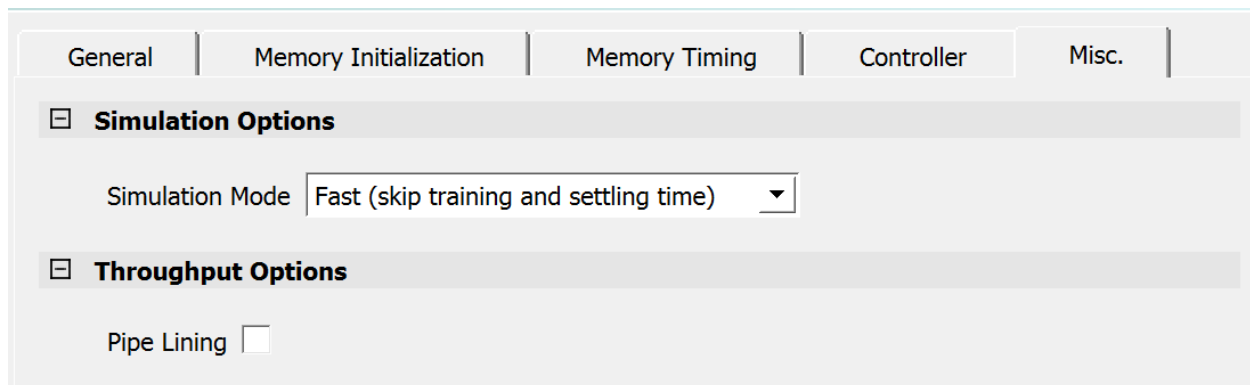 General Memory Initialization Memory Timing Controller Misc.
Simulation Options
Simulation Mode Fast (skip training and settling time)
Throughput Options
Pipe Lining